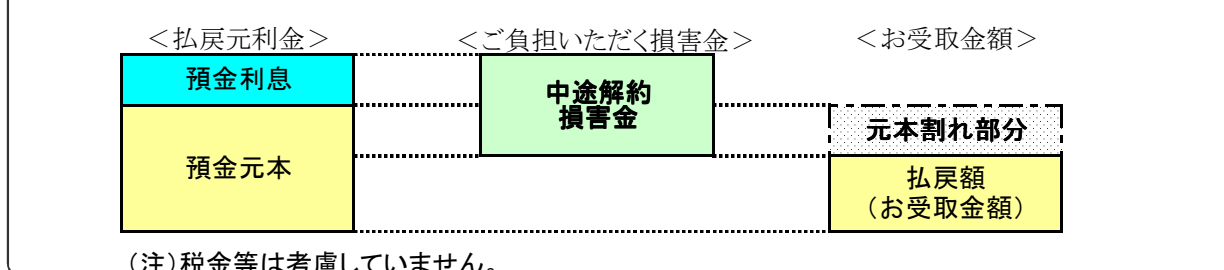 ＜払戻元利金＞ ＜ご負担いただく損害金＞ ＜お受取金額＞
預金利息
中途解約
損害金
元本割れ部分
預金元本
払戻額
（お受取金額）
（注）税金等は考慮していません。